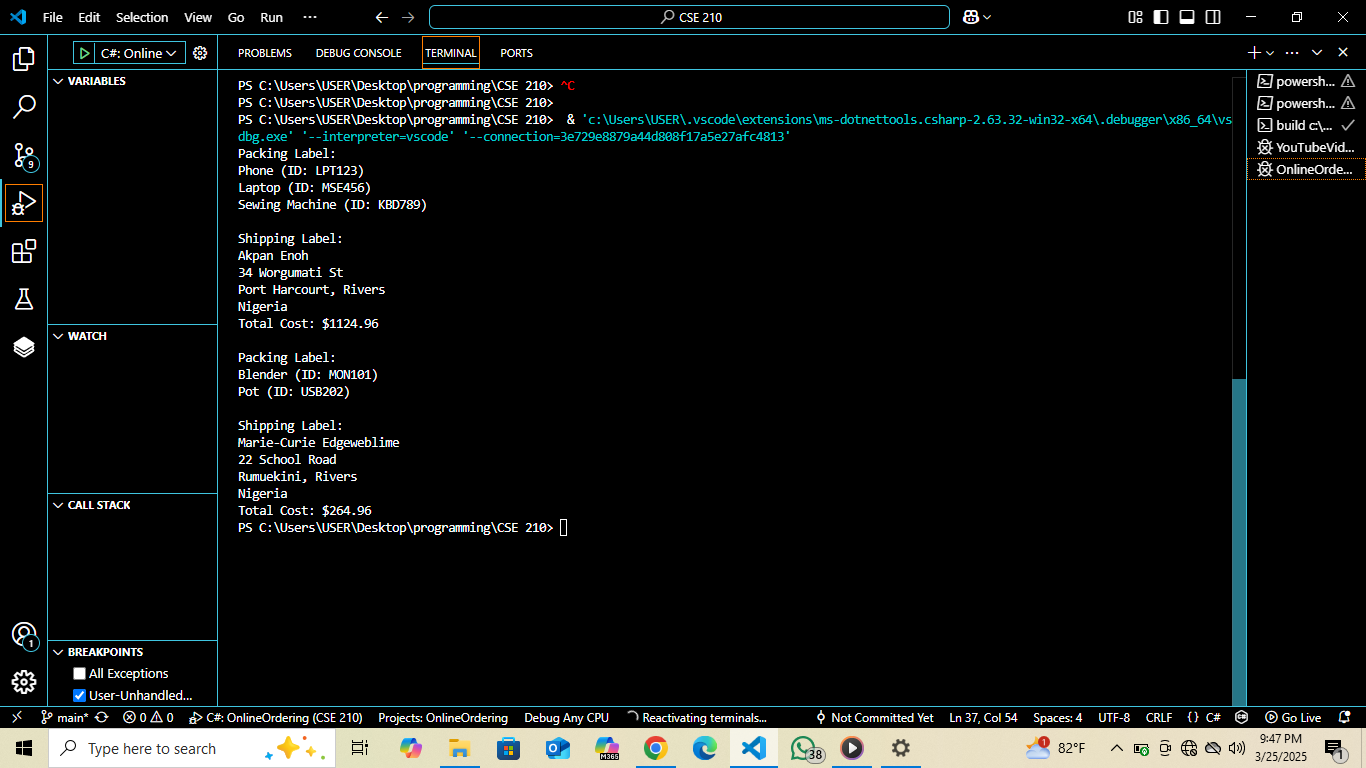 File Edit Selection View Go Run ··· CSE 210
C#: Online PROBLEMS DEBUG CONSOLE TERMINAL PORTS
VARIABLES
WATCH
CALL STACK
BREAKPOINTS
All Exceptions
User-Unhandled...
9
1
PS C:\Users\USER\Desktop\programming\CSE 210> ^C
PS C:\Users\USER\Desktop\programming\CSE 210>
PS C:\Users\USER\Desktop\programming\CSE 210>  & 'c:\Users\USER\.vscode\extensions\ms-dotnettools.csharp-2.63.32-win32-x64\.debugger\x86_64\vs
dbg.exe' '--interpreter=vscode' '--connection=3e729e8879a44d808f17a5e27afc4813'
Packing Label:
Phone (ID: LPT123)
Laptop (ID: MSE456)
Sewing Machine (ID: KBD789)

Shipping Label:
Akpan Enoh
34 Worgumati St
Port Harcourt, Rivers
Nigeria
Total Cost: $1124.96

Packing Label:
Blender (ID: MON101)
Pot (ID: USB202)

Shipping Label:
Marie-Curie Edgeweblime
22 School Road
Rumuekini, Rivers
Nigeria
Total Cost: $264.96
PS C:\Users\USER\Desktop\programming\CSE 210>
powersh...
powersh...
build c:\...
YouTubeVid...
OnlineOrde...
main* 0 0 C#: OnlineOrdering (CSE 210) Projects: OnlineOrdering Debug Any CPU Reactivating terminals... Not Committed Yet Ln 37, Col 54 Spaces: 4 UTF-8 CRLF {} C# Go Live
Type here to search M365 38 1 82°F 9:47 PM
3/25/2025 1